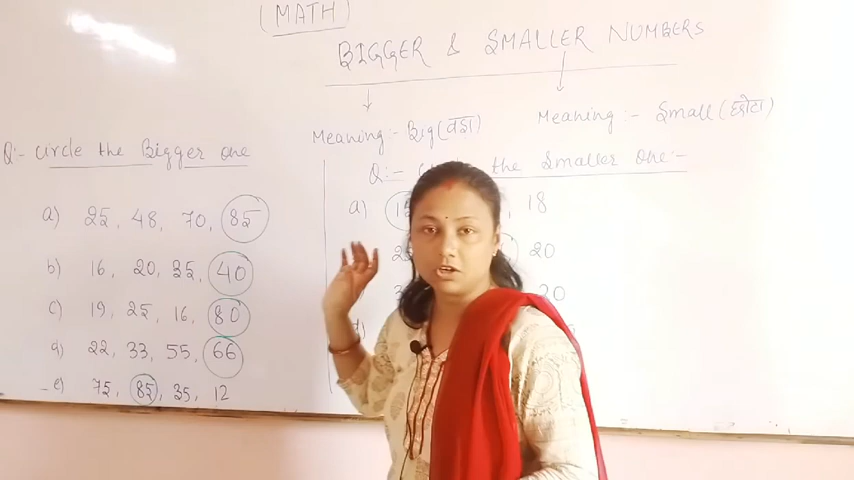 (MATH)
BIGGER & SMALLER NUMBERS
Meaning:- Big (बड़ा)
Meaning:- Small (छोटा)
Q:- circle the Bigger one
a) 25, 48, 70, 85
b) 16, 20, 35, 40
c) 19, 25, 16, 80
d) 22, 33, 55, 66
e) 75, 85, 35, 12
Q:- the Smaller One:-
a) , 18
20
20